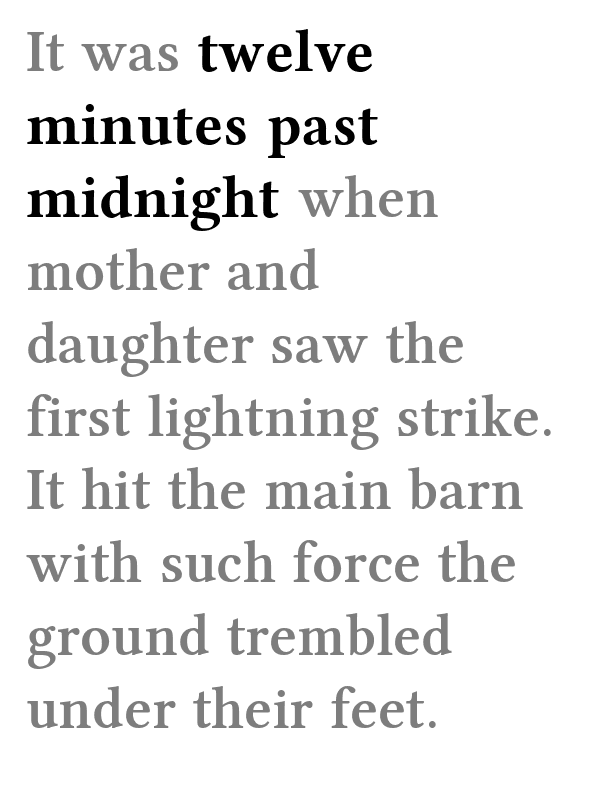 It was twelve
minutes past
midnight when
mother and
daughter saw the
first lightning strike.
It hit the main barn
with such force the
ground trembled
under their feet.